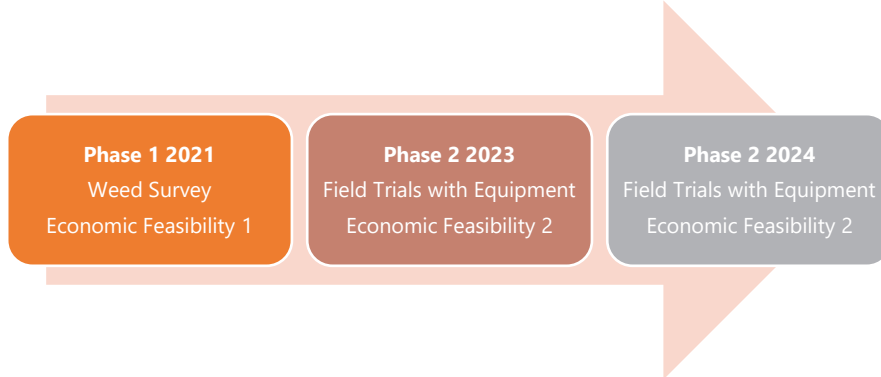 Phase 1 2021
Weed Survey
Economic Feasibility 1
Phase 2 2023
Field Trials with Equipment
Economic Feasibility 2
Phase 2 2024
Field Trials with Equipment
Economic Feasibility 2